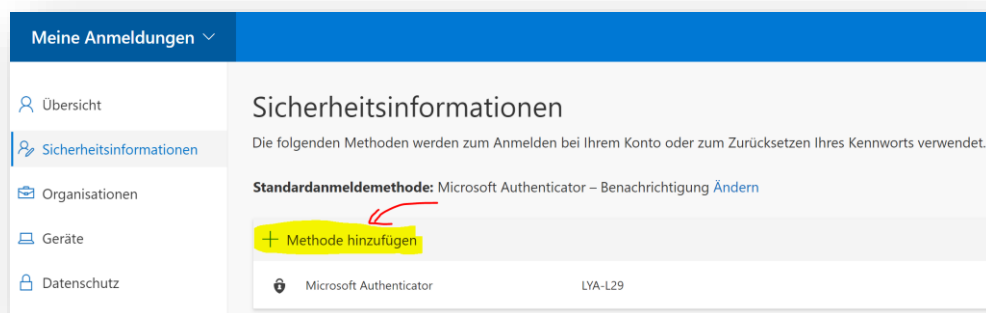 Meine Anmeldungen
Übersicht
Sicherheitsinformationen
Organisationen
Geräte
Datenschutz
Sicherheitsinformationen
Die folgenden Methoden werden zum Anmelden bei Ihrem Konto oder zum Zurücksetzen Ihres Kennworts verwendet.
Standardanmeldemethode: Microsoft Authenticator – Benachrichtigung Ändern
+ Methode hinzufügen
Microsoft Authenticator LYA-L29